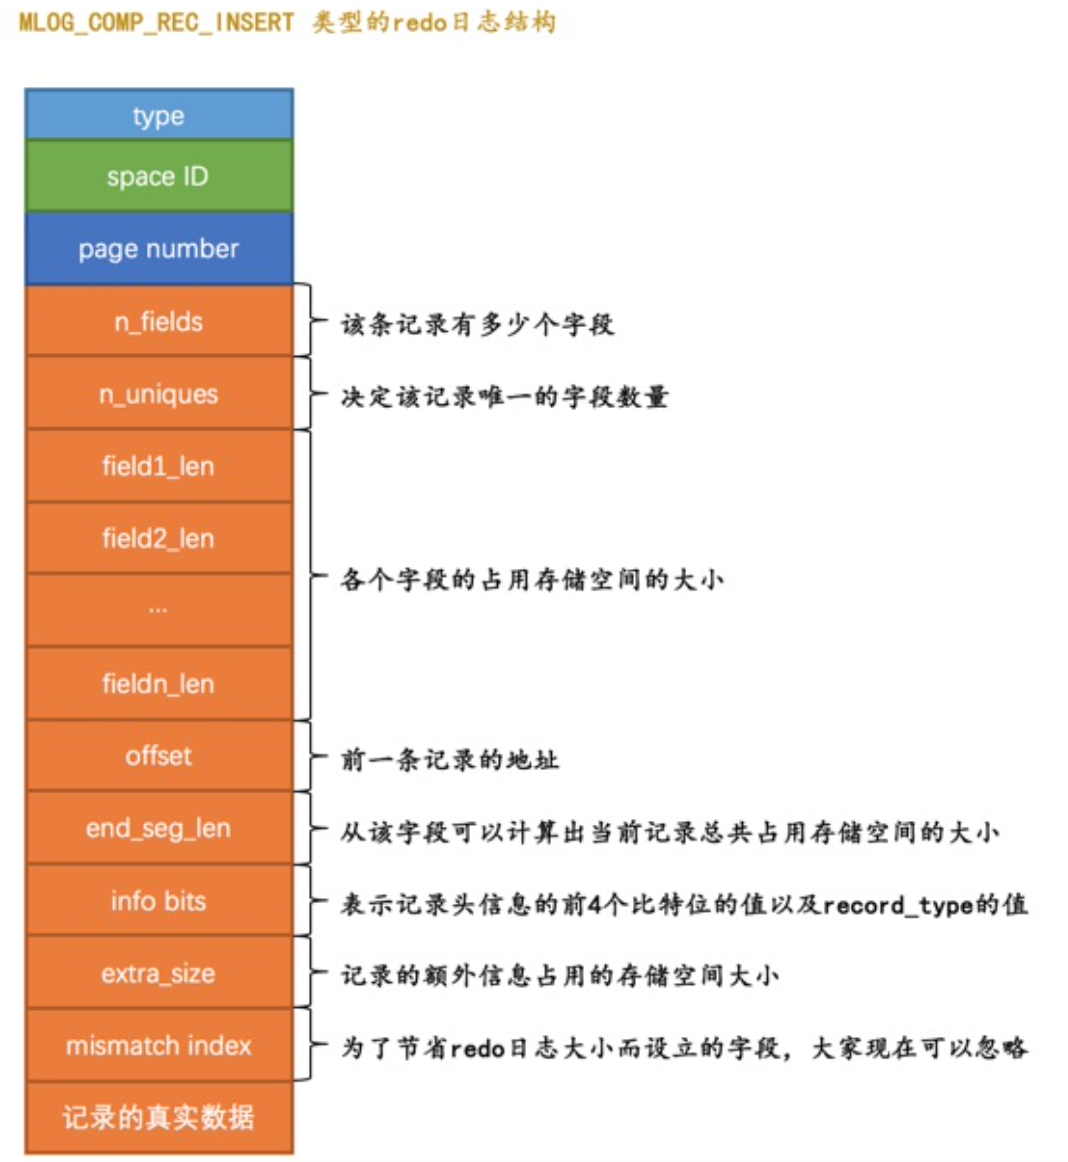 MLOG_COMP_REC_INSERT 类型的redo日志结构
type
space ID
page number
n_fields 该条记录有多少个字段
n_uniques 决定该记录唯一的字段数量
field1_len
field2_len
各个字段的占用存储空间的大小
...
fieldn_len
offset 前一条记录的地址
end_seg_len 从该字段可以计算出当前记录总共占用存储空间的大小
info bits 表示记录头信息的前4个比特位的值以及record_type的值
extra_size 记录的额外信息占用的存储空间大小
mismatch index 为了节省redo日志大小而设立的字段，大家现在可以忽略
记录的真实数据